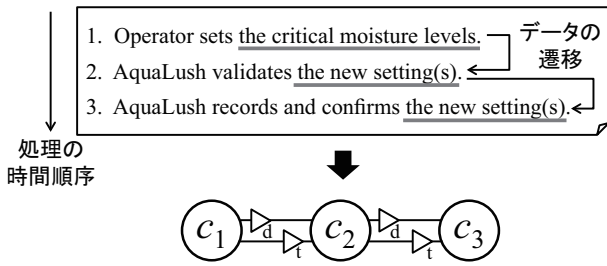 1. Operator sets the critical moisture levels.
2. AquaLush validates the new setting(s).
3. AquaLush records and confirms the new setting(s).
データの
遷移
処理の
時間順序
c1 d t c2 d t c3